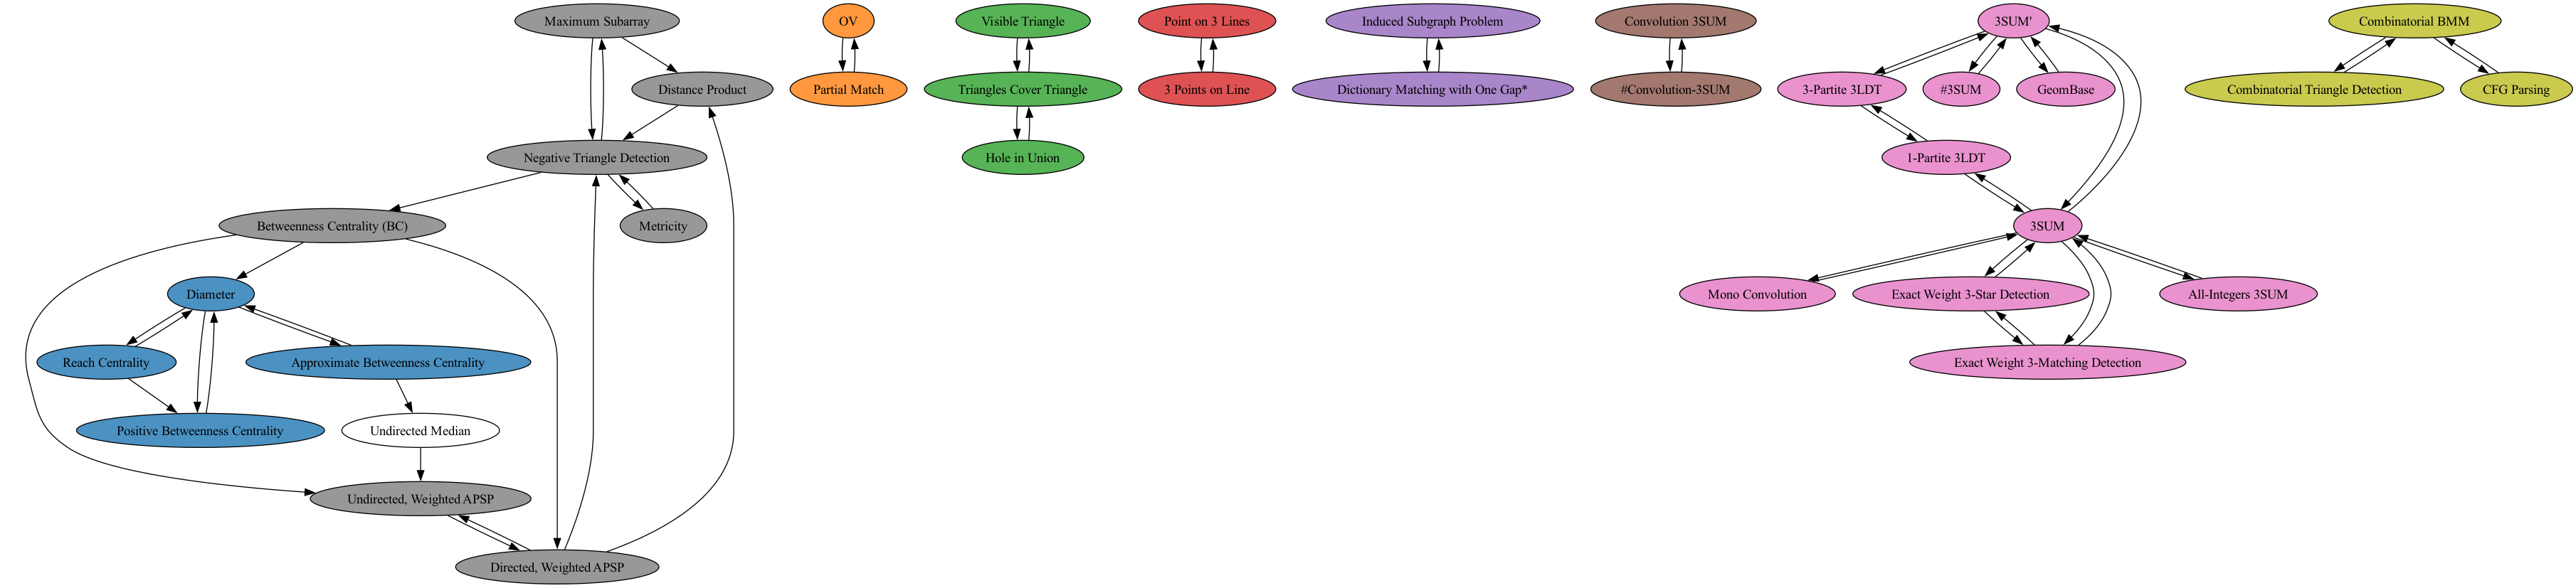 Maximum Subarray
OV
Visible Triangle
Point on 3 Lines
Induced Subgraph Problem
Convolution 3SUM
3SUM'
Combinatorial BMM
Distance Product
Partial Match
Triangles Cover Triangle
3 Points on Line
Dictionary Matching with One Gap*
#Convolution-3SUM
3-Partite 3LDT
#3SUM
GeomBase
Combinatorial Triangle Detection
CFG Parsing
Negative Triangle Detection
Hole in Union
1-Partite 3LDT
Betweenness Centrality (BC)
Metricity
3SUM
Diameter
Mono Convolution
Exact Weight 3-Star Detection
All-Integers 3SUM
Reach Centrality
Approximate Betweenness Centrality
Exact Weight 3-Matching Detection
Positive Betweenness Centrality
Undirected Median
Undirected, Weighted APSP
Directed, Weighted APSP